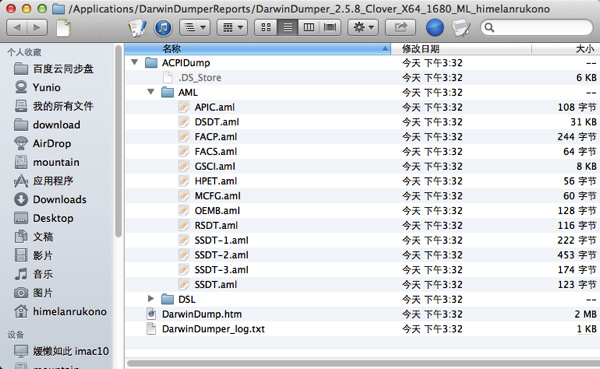 /Applications/DarwinDumperReports/DarwinDumper_2.5.8_Clover_X64_1680_ML_himelanrukono
个人收藏
百度云同步盘
Yunio
我的所有文件
download
AirDrop
mountain
应用程序
Downloads
Desktop
文稿
影片
音乐
图片
himelanrukono
设备
媛懒如此 imac10
mountain
名称 修改日期 大小
ACPIDump 今天 下午3:32 --
.DS_Store 今天 下午3:32 6 KB
AML 今天 下午3:32 --
APIC.aml 今天 下午3:32 108 字节
DSDT.aml 今天 下午3:32 31 KB
FACP.aml 今天 下午3:32 244 字节
FACS.aml 今天 下午3:32 64 字节
GSCI.aml 今天 下午3:32 8 KB
HPET.aml 今天 下午3:32 56 字节
MCFG.aml 今天 下午3:32 60 字节
OEMB.aml 今天 下午3:32 128 字节
RSDT.aml 今天 下午3:32 116 字节
SSDT-1.aml 今天 下午3:32 222 字节
SSDT-2.aml 今天 下午3:32 453 字节
SSDT-3.aml 今天 下午3:32 174 字节
SSDT.aml 今天 下午3:32 123 字节
DSL 今天 下午3:32 --
DarwinDump.htm 今天 下午3:32 2 MB
DarwinDumper_log.txt 今天 下午3:32 1 KB